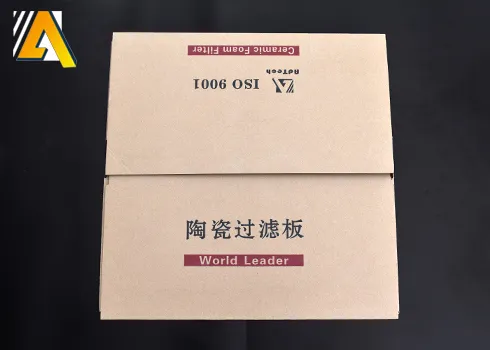 Ceramic Foam Filter
AdTech
ISO 9001
陶瓷过滤板
World Leader